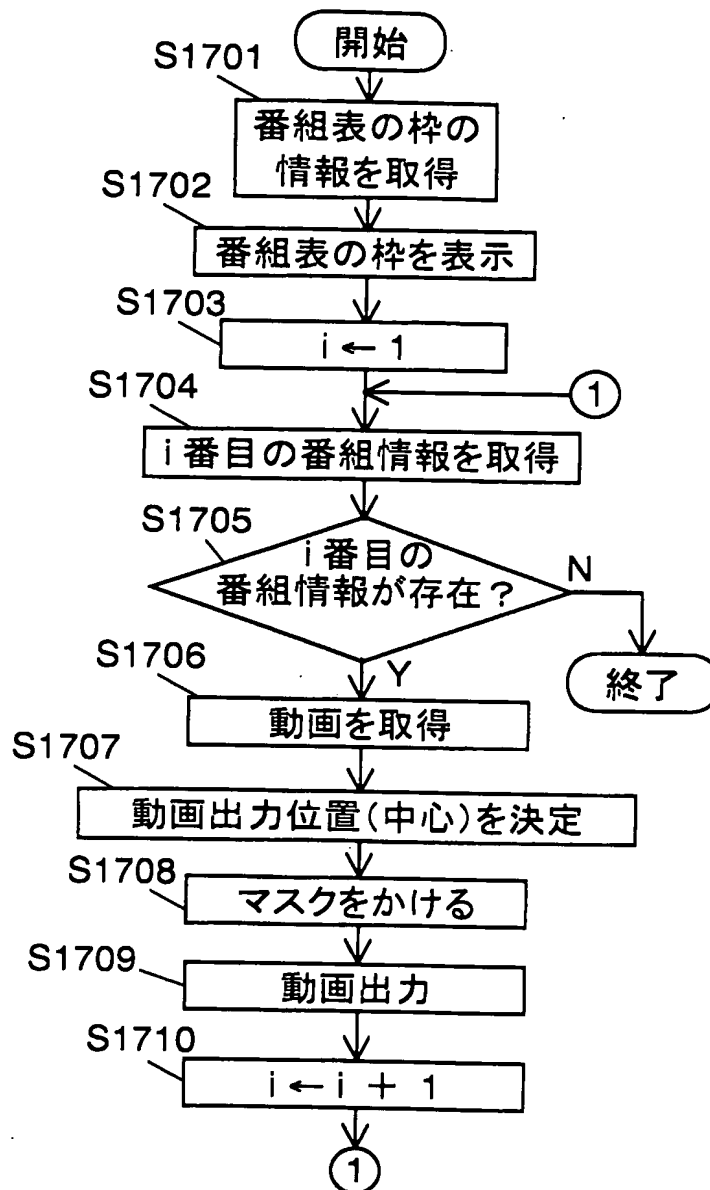 開始
S1701
番組表の枠の
情報を取得
S1702
番組表の枠を表示
S1703
i ← 1
①
S1704
i番目の番組情報を取得
S1705
i番目の
番組情報が存在？
N
終了
Y
S1706
動画を取得
S1707
動画出力位置(中心)を決定
S1708
マスクをかける
S1709
動画出力
S1710
i ← i + 1
①